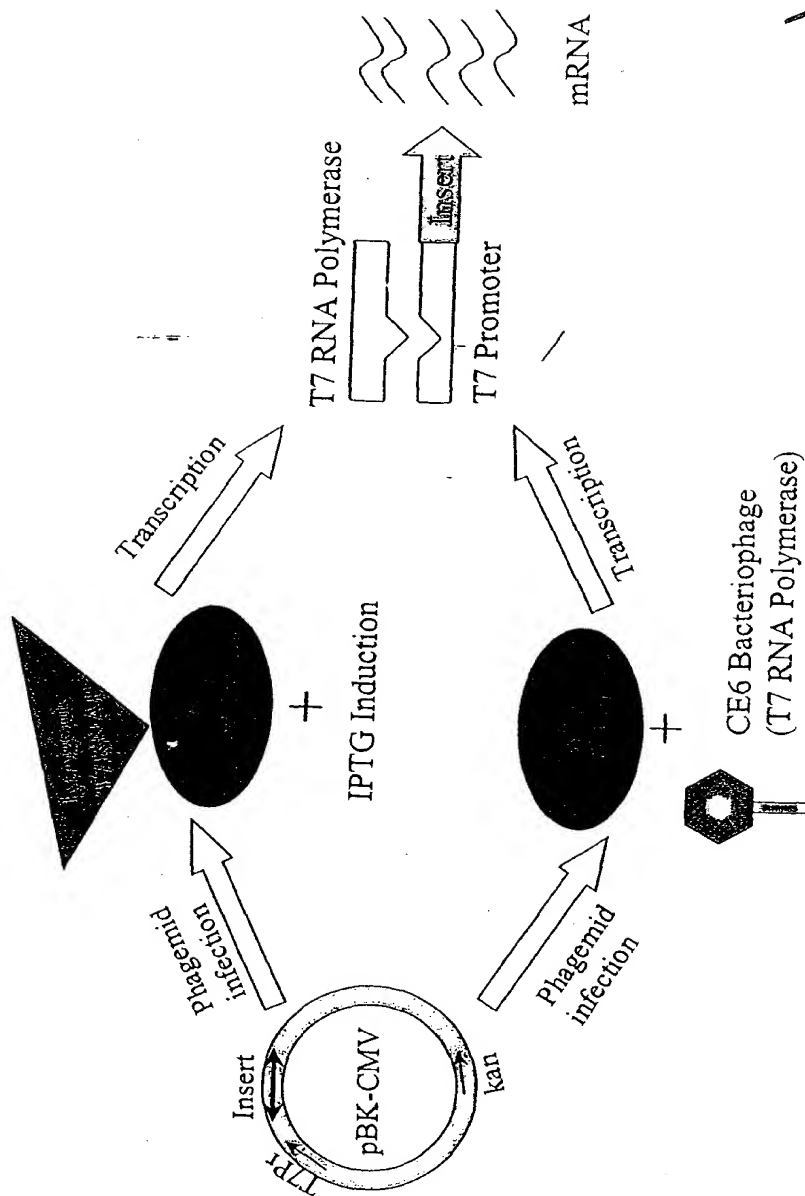 T7Pr
Insert
pBK-CMV
kan
Phagemid
infection
Phagemid
infection
IPTG Induction
+
+
CE6 Bacteriophage
(T7 RNA Polymerase)
Transcription
Transcription
T7 RNA Polymerase
T7 Promoter
Insert
mRNA